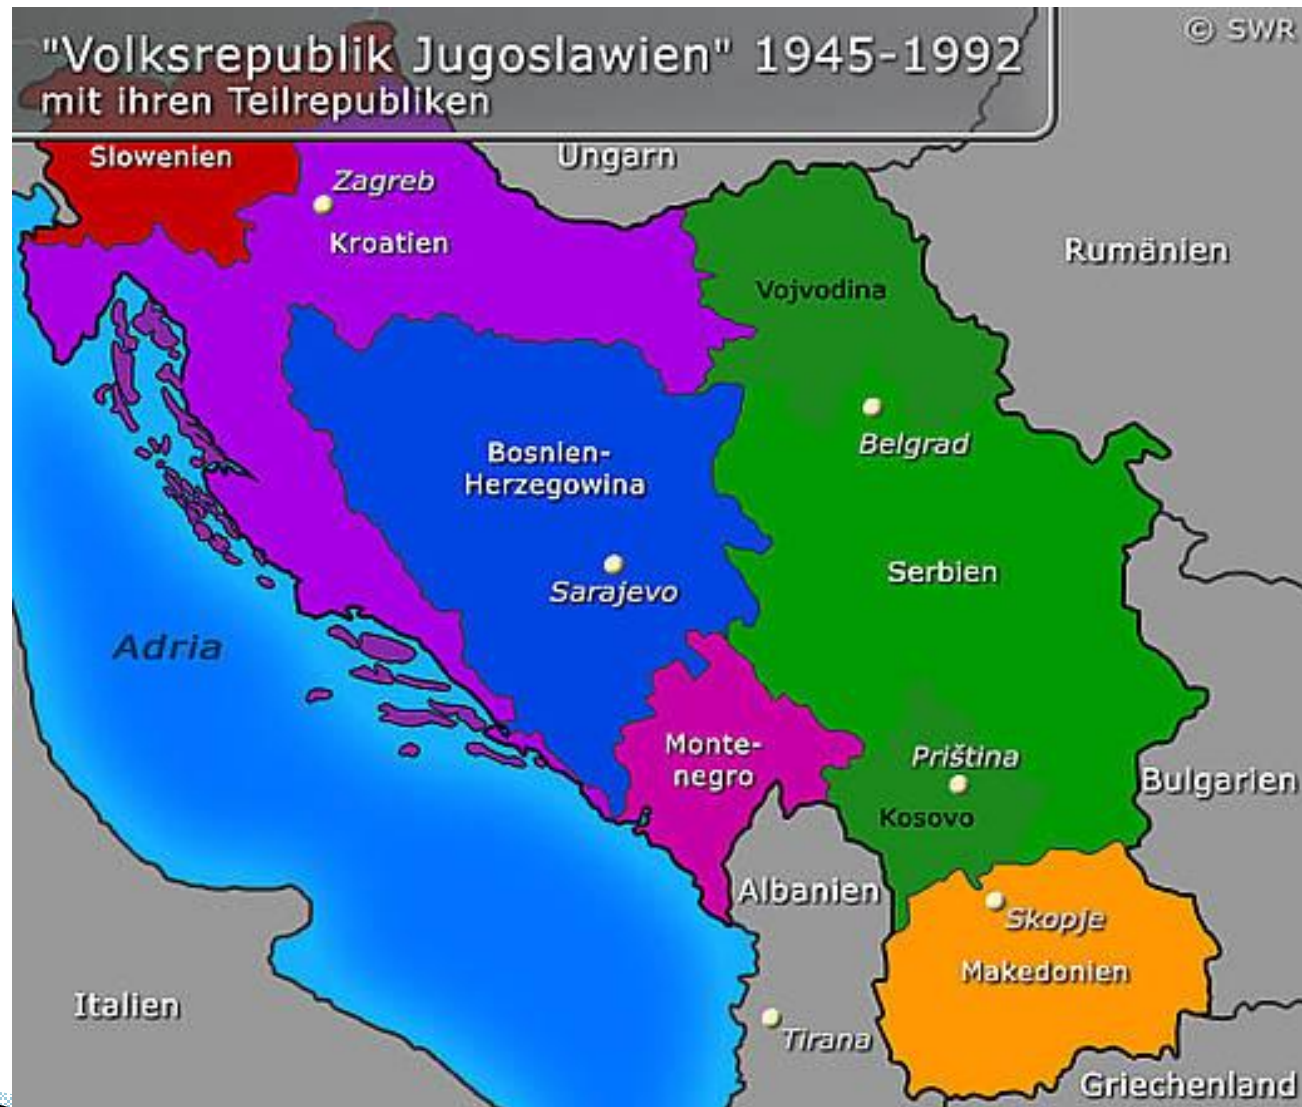 "Volksrepublik Jugoslawien" 1945-1992
mit ihren Teilrepubliken
© SWR
Slowenien
Ungarn
Zagreb
Kroatien
Rumänien
Vojvodina
Belgrad
Bosnien-
Herzegowina
Serbien
Sarajevo
Adria
Monte-
negro
Priština
Kosovo
Bulgarien
Albanien
Skopje
Makedonien
Italien
Tirana
Griechenland